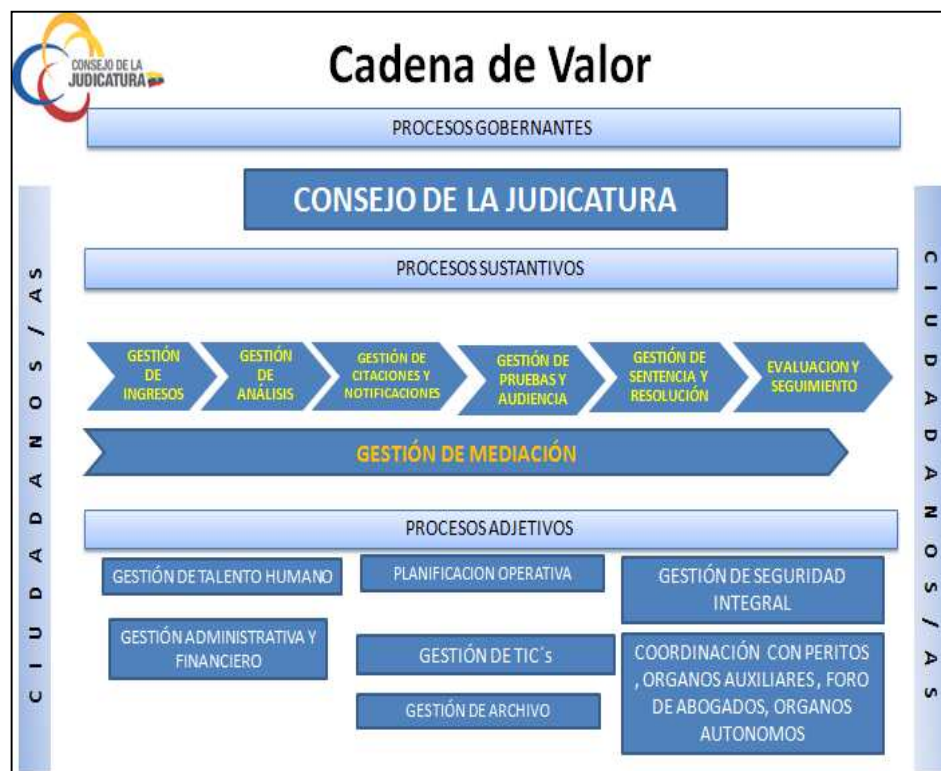 CONSEJO DE LA
JUDICATURA
Cadena de Valor
PROCESOS GOBERNANTES
CONSEJO DE LA JUDICATURA
PROCESOS SUSTANTIVOS
CIUDADANOS/AS
GESTIÓN
DE
INGRESOS
GESTIÓN
DE
ANÁLISIS
GESTIÓN DE
CITACIONES Y
NOTIFICACIONES
GESTIÓN DE
PRUEBAS Y
AUDIENCIA
GESTIÓN DE
SENTENCIA Y
RESOLUCIÓN
EVALUACION Y
SEGUIMIENTO
GESTIÓN DE MEDIACIÓN
CIUDADANOS/AS
PROCESOS ADJETIVOS
GESTIÓN DE TALENTO HUMANO
GESTIÓN ADMINISTRATIVA Y
FINANCIERO
PLANIFICACION OPERATIVA
GESTIÓN DE TIC´s
GESTIÓN DE ARCHIVO
GESTIÓN DE SEGURIDAD
INTEGRAL
COORDINACIÓN CON PERITOS
, ORGANOS AUXILIARES , FORO
DE ABOGADOS, ORGANOS
AUTONOMOS